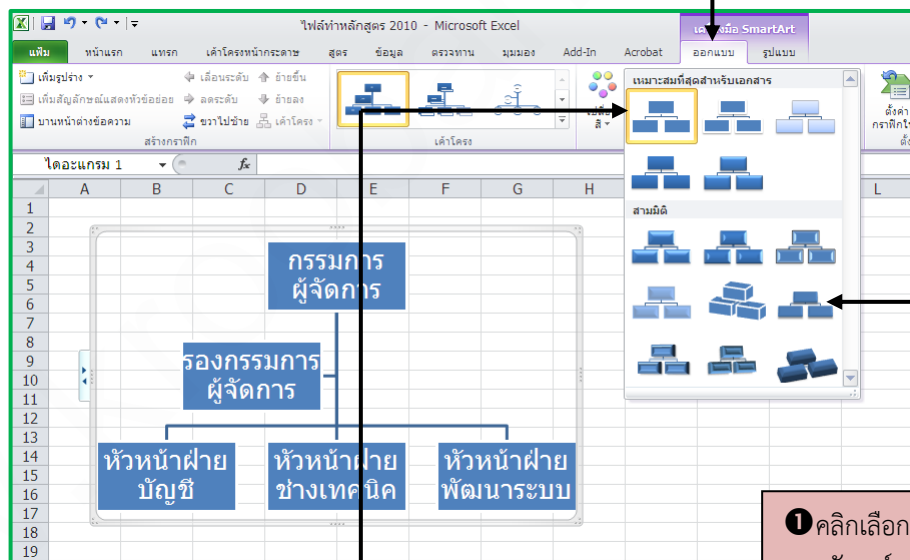 ไฟล์ทำหลักสูตร 2010 - Microsoft Excel
SmartArt
แฟ้ม หน้าแรก แทรก เค้าโครงหน้ากระดาษ สูตร ข้อมูล ตรวจทาน มุมมอง Add-In Acrobat ออกแบบ รูปแบบ
เพิ่มรูปร่าง เลื่อนระดับ ย้ายขึ้น
เพิ่มสัญลักษณ์แสดงหัวข้อย่อย ลดระดับ ย้ายลง
บานหน้าต่างข้อความ ขวาไปซ้าย เค้าโครง
สี
ตั้งค่า
สร้างกราฟิก เค้าโครง
เหมาะสมที่สุดสำหรับเอกสาร
สามมิติ
ไดอะแกรม 1 fx
A B C D E F G H L
1
2
3
4
5
6
7
8
9
10
11
12
13
14
15
16
17
18
19
กรรมการ
ผู้จัดการ
รองกรรมการ
ผู้จัดการ
หัวหน้าฝ่าย
บัญชี
หัวหน้าฝ่าย
ช่างเทคนิค
หัวหน้าฝ่าย
พัฒนาระบบ
❶คลิกเลือก